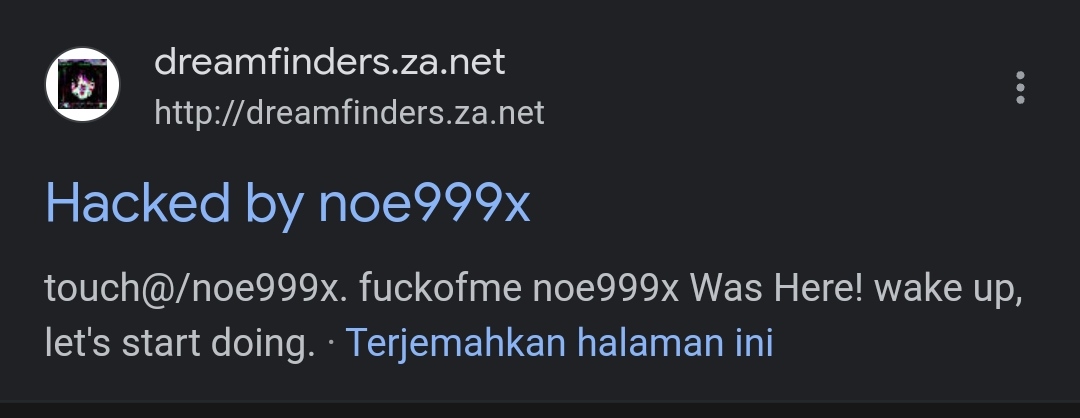 dreamfinders.za.net
http://dreamfinders.za.net
Hacked by noe999x
touch@/noe999x. fuckofme noe999x Was Here! wake up,
let's start doing. · Terjemahkan halaman ini